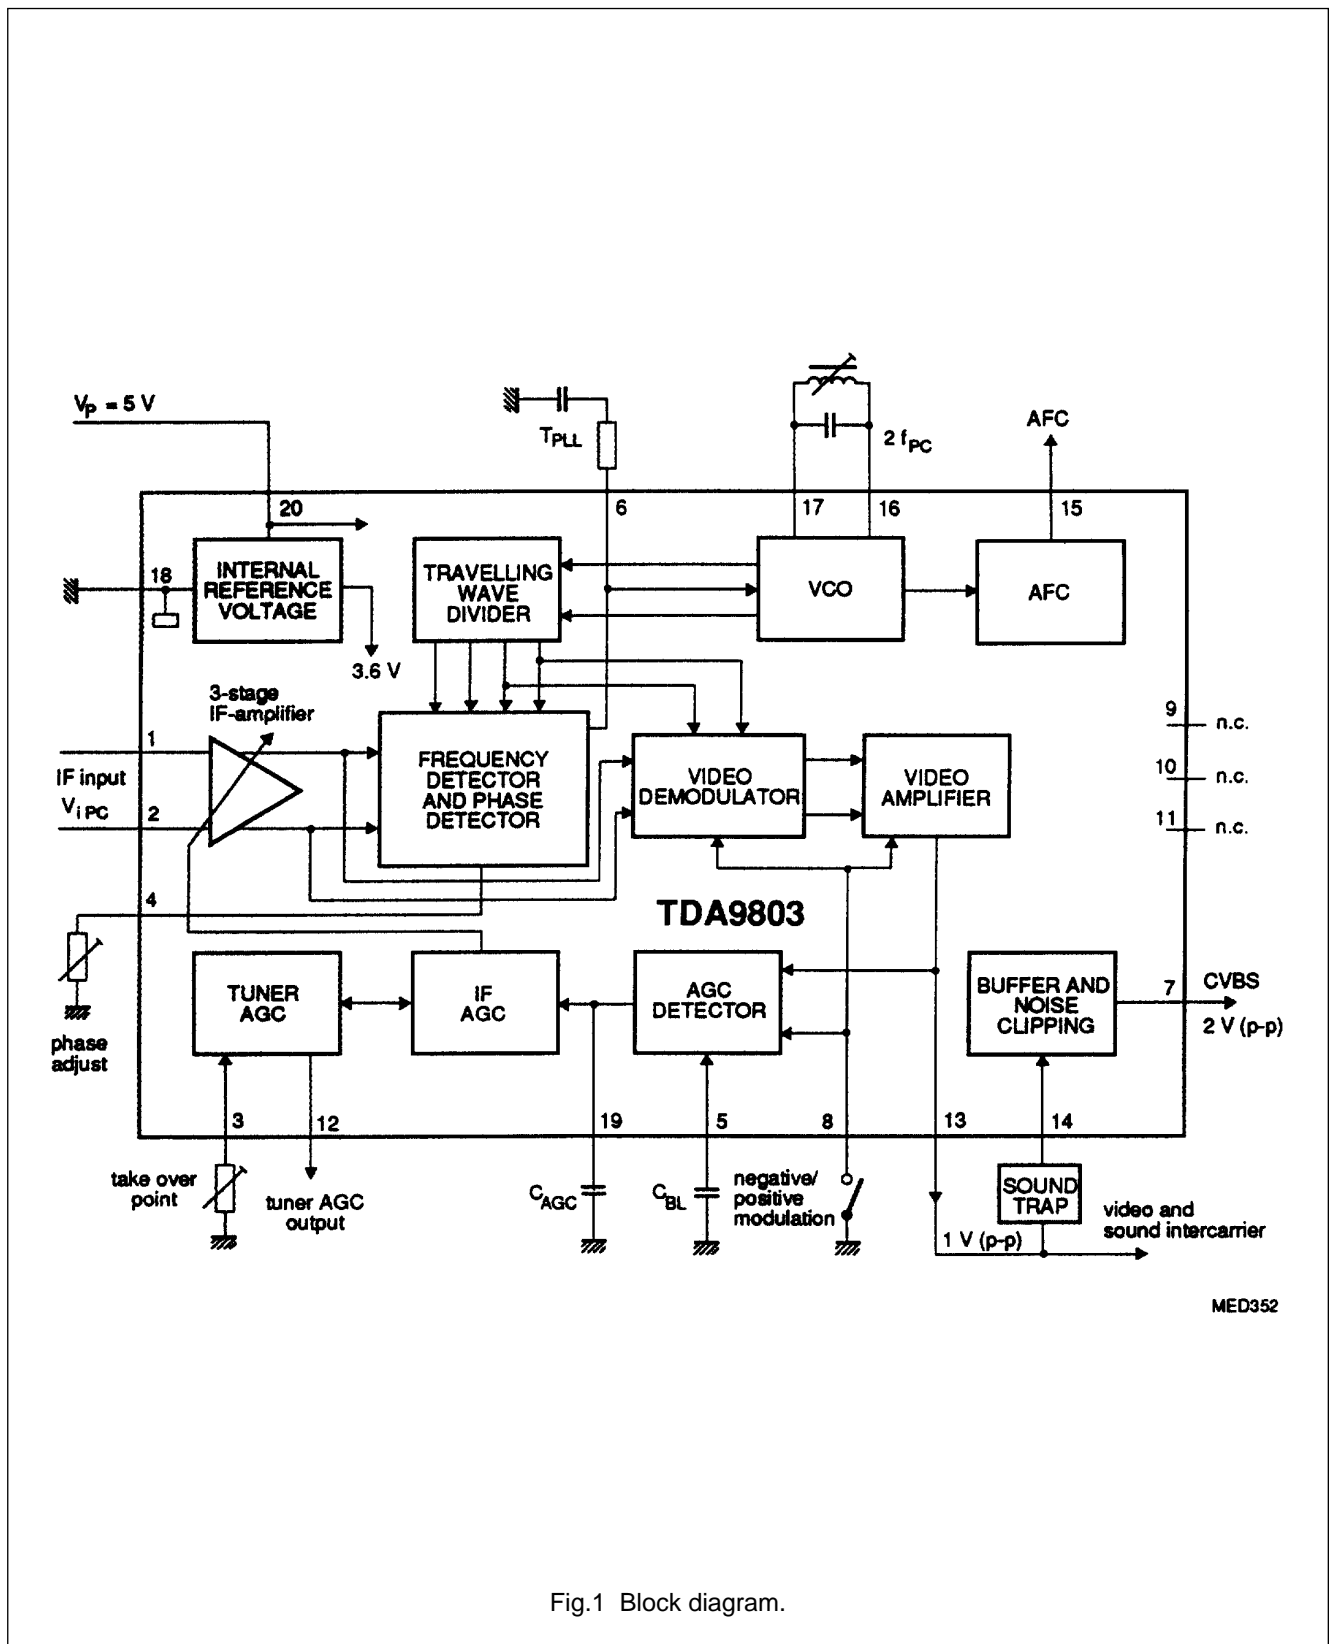 V_P = 5 V
T_PLL
2 f_PC
AFC
20
6
17
16
15
18
INTERNAL
REFERENCE
VOLTAGE
3.6 V
TRAVELLING
WAVE
DIVIDER
VCO
AFC
3-stage
IF-amplifier
1
IF input
V_i PC
2
FREQUENCY
DETECTOR
AND PHASE
DETECTOR
VIDEO
DEMODULATOR
VIDEO
AMPLIFIER
9
n.c.
10
n.c.
11
n.c.
4
phase
adjust
TDA9803
TUNER
AGC
IF
AGC
AGC
DETECTOR
BUFFER AND
NOISE
CLIPPING
7
CVBS
2 V (p-p)
3
12
19
5
8
13
14
take over
point
tuner AGC
output
C_AGC
C_BL
negative/
positive
modulation
SOUND
TRAP
1 V (p-p)
video and
sound intercarrier
MED352
Fig.1 Block diagram.